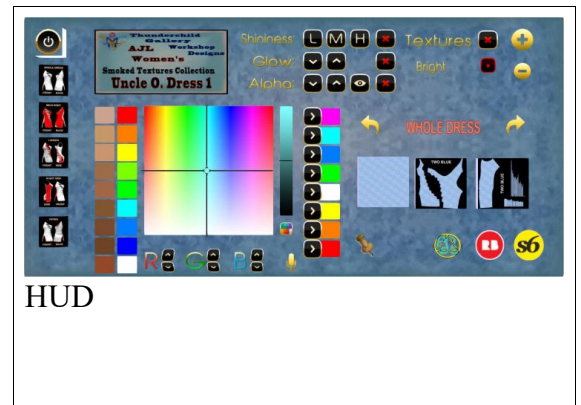 Thunderchild
Gallery
AJL Workshop
Designs
Women's
Smoked Textures Collection
Uncle O. Dress 1
Shininess: L M H
Glow:
Alpha:
Textures
Bright
WHOLE DRESS
TWO BLUE
TWO BLUE
R G B
RB
s6
HUD